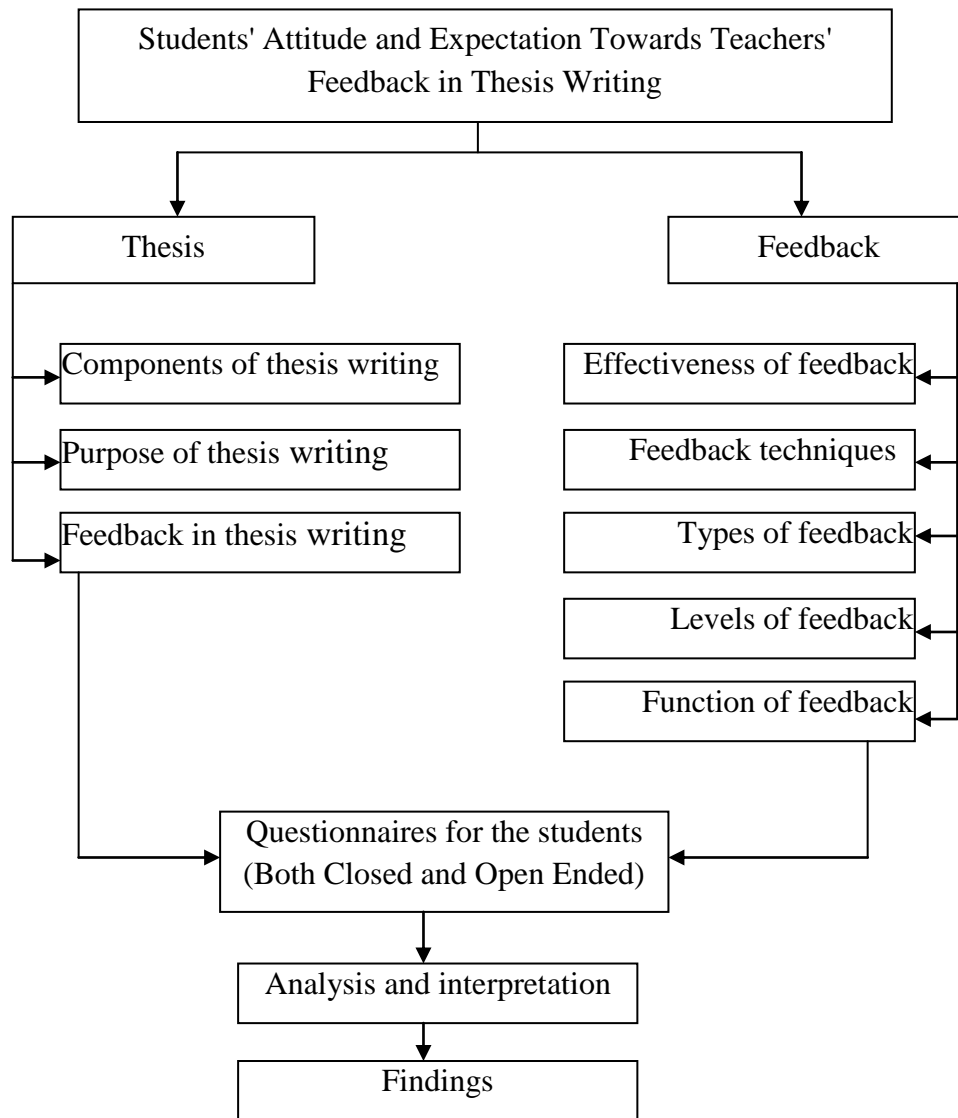 Students' Attitude and Expectation Towards Teachers'
Feedback in Thesis Writing
Thesis
Feedback
Components of thesis writing
Purpose of thesis writing
Feedback in thesis writing
Effectiveness of feedback
Feedback techniques
Types of feedback
Levels of feedback
Function of feedback
Questionnaires for the students
(Both Closed and Open Ended)
Analysis and interpretation
Findings